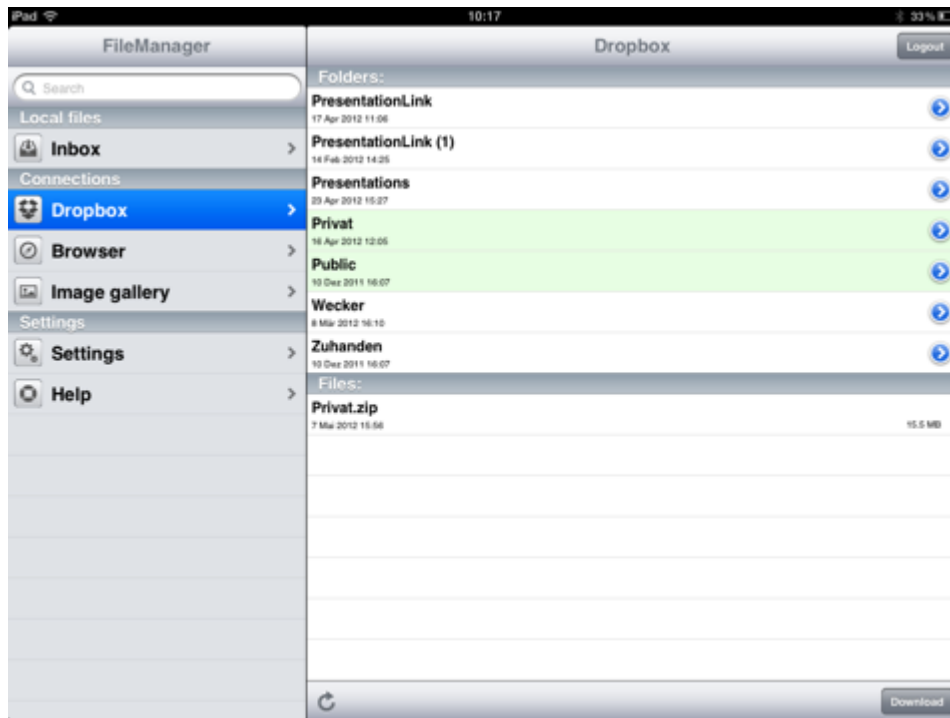 iPad 10:17 33%
FileManager
Dropbox
Logout
Search
Local files
Inbox
Connections
Dropbox
Browser
Image gallery
Settings
Settings
Help
Folders:
PresentationLink
17 Apr 2012 11:06
PresentationLink (1)
14 Feb 2012 14:25
Presentations
23 Apr 2012 15:27
Privat
16 Apr 2012 12:05
Public
10 Dez 2011 16:07
Wecker
8 Mär 2012 16:10
Zuhanden
10 Dez 2011 16:07
Files:
Privat.zip
7 Mai 2012 15:56
15.5 MB
Download